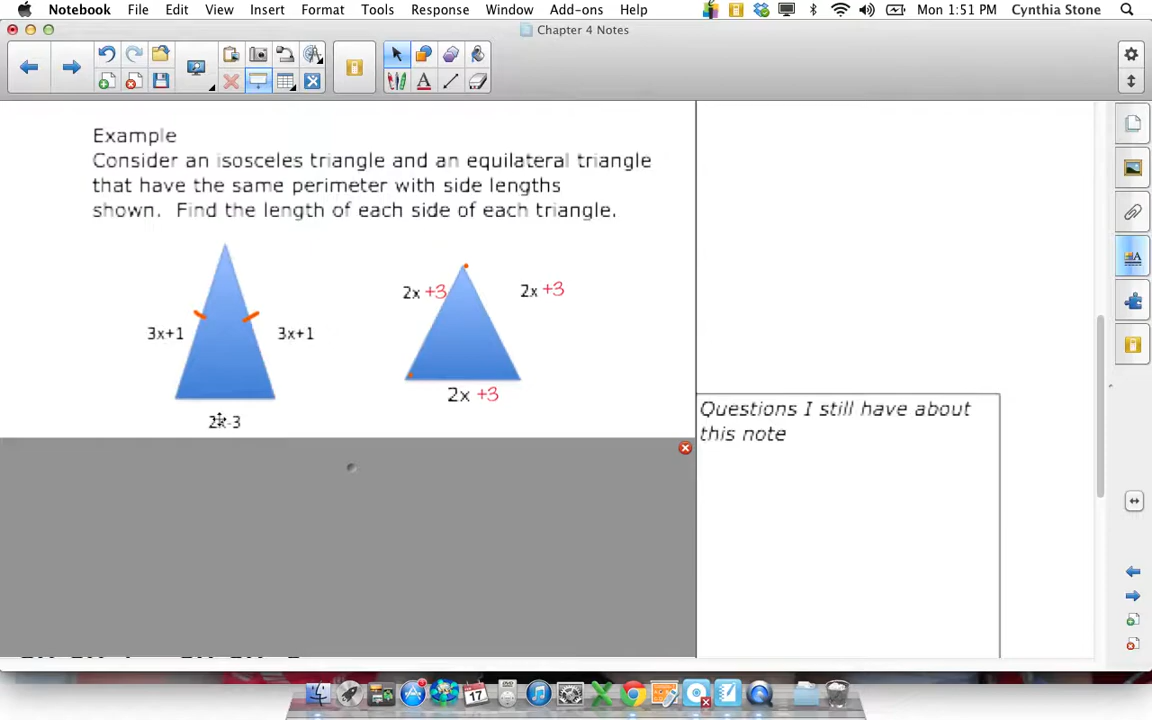 Notebook File Edit View Insert Format Tools Response Window Add-ons Help Mon 1:51 PM Cynthia Stone
Chapter 4 Notes
Example
Consider an isosceles triangle and an equilateral triangle
that have the same perimeter with side lengths
shown. Find the length of each side of each triangle.
2x +3 2x +3
3x+1 3x+1
2x +3
2x-3
Questions I still have about
this note
17